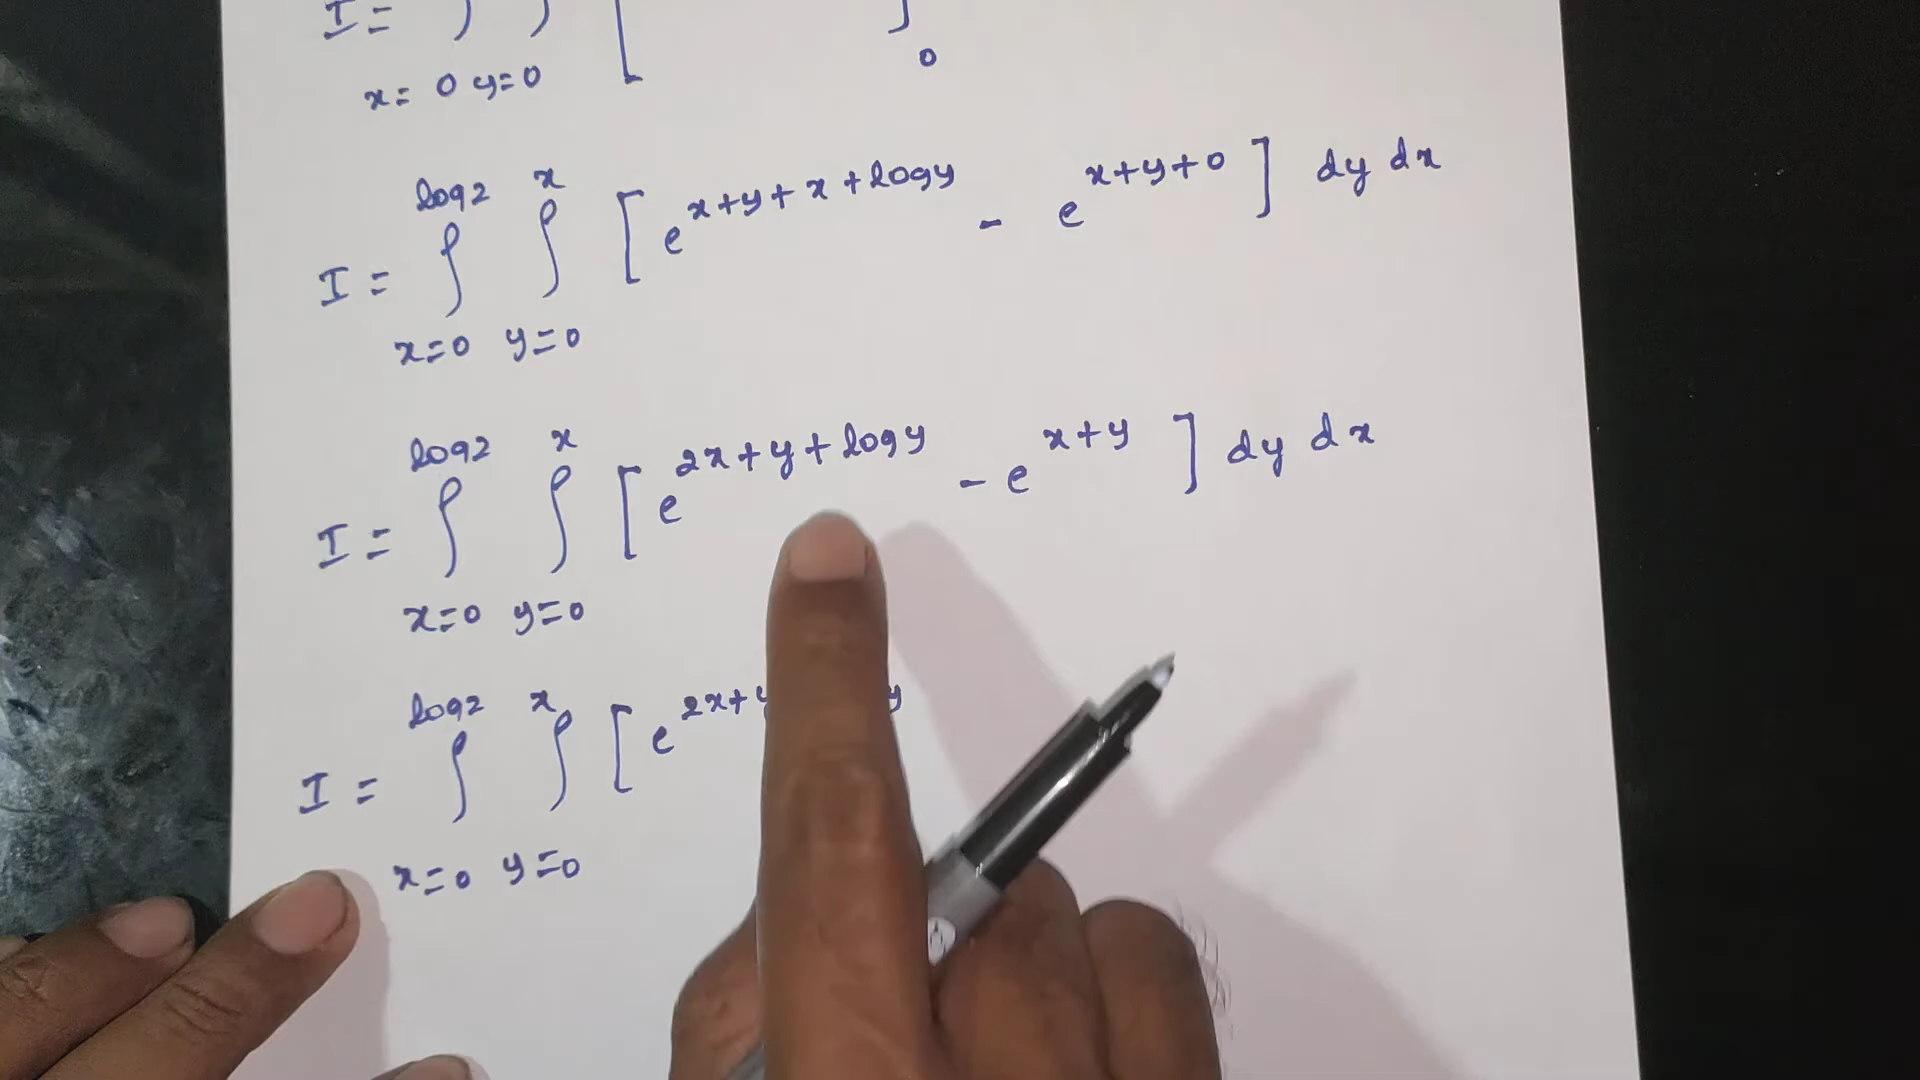 I = ∫ ∫ [ ]0
x= 0 y=0
log2 x
I = ∫ ∫ [e^{x+y+x+logy} - e^{x+y+0}] dy dx
x=0 y=0
log2 x
I = ∫ ∫ [e^{2x+y+logy} - e^{x+y}] dy dx
x=0 y=0
log2 x
I = ∫ ∫ [e^{2x+y
x=0 y=0